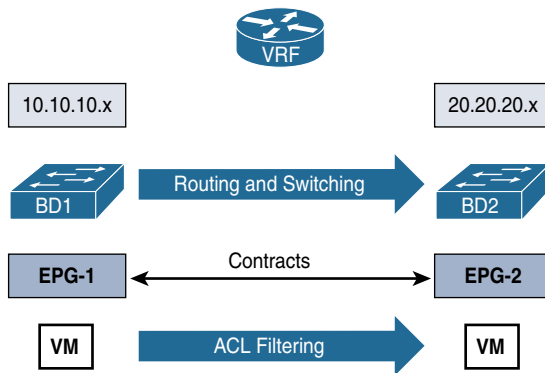 VRF
10.10.10.x
20.20.20.x
BD1
Routing and Switching
BD2
EPG-1
Contracts
EPG-2
VM
ACL Filtering
VM